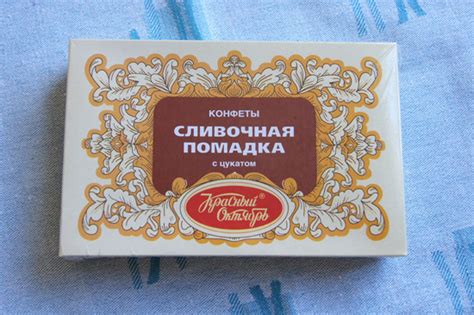 КОНФЕТЫ
СЛИВОЧНАЯ
ПОМАДКА
с цукатом
Красный ®
Октябрь